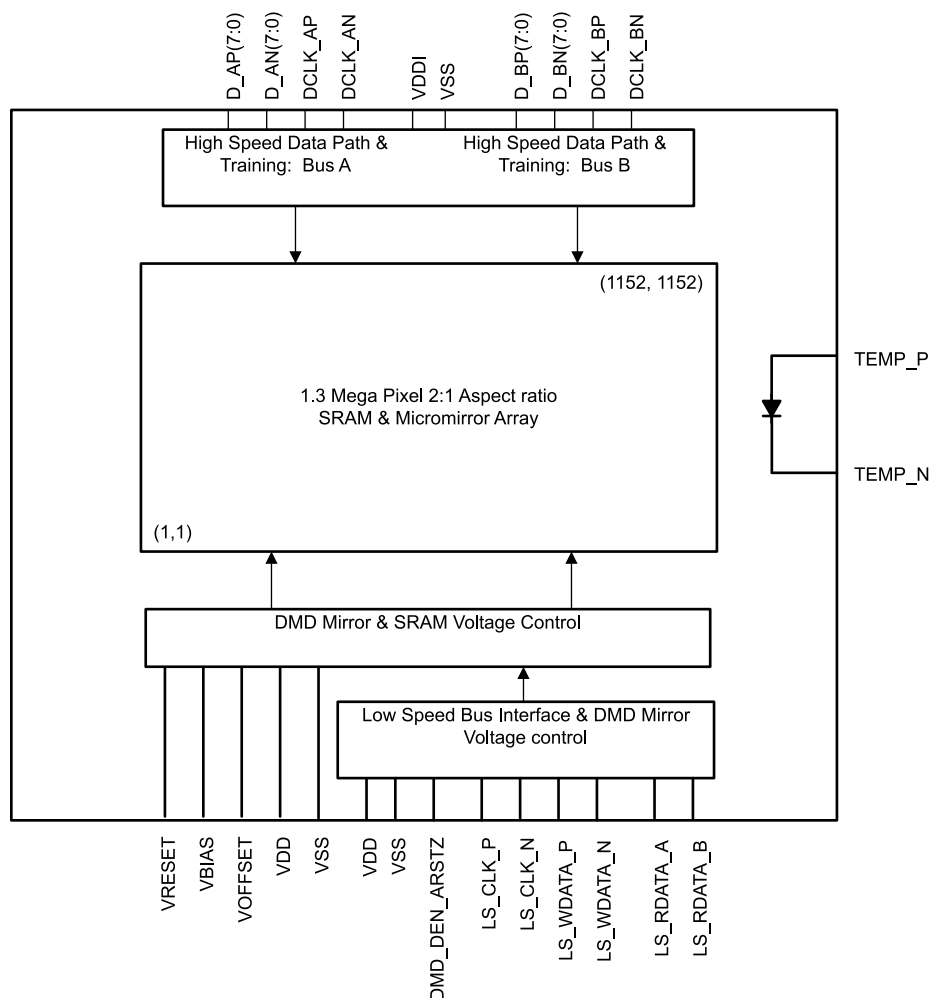 D_AP(7:0)
D_AN(7:0)
DCLK_AP
DCLK_AN
VDDI
VSS
D_BP(7:0)
D_BN(7:0)
DCLK_BP
DCLK_BN
High Speed Data Path &
Training: Bus A
High Speed Data Path &
Training: Bus B
(1152, 1152)
1.3 Mega Pixel 2:1 Aspect ratio
SRAM & Micromirror Array
(1,1)
TEMP_P
TEMP_N
DMD Mirror & SRAM Voltage Control
Low Speed Bus Interface & DMD Mirror
Voltage control
VRESET
VBIAS
VOFFSET
VDD
VSS
VDD
VSS
DMD_DEN_ARSTZ
LS_CLK_P
LS_CLK_N
LS_WDATA_P
LS_WDATA_N
LS_RDATA_A
LS_RDATA_B